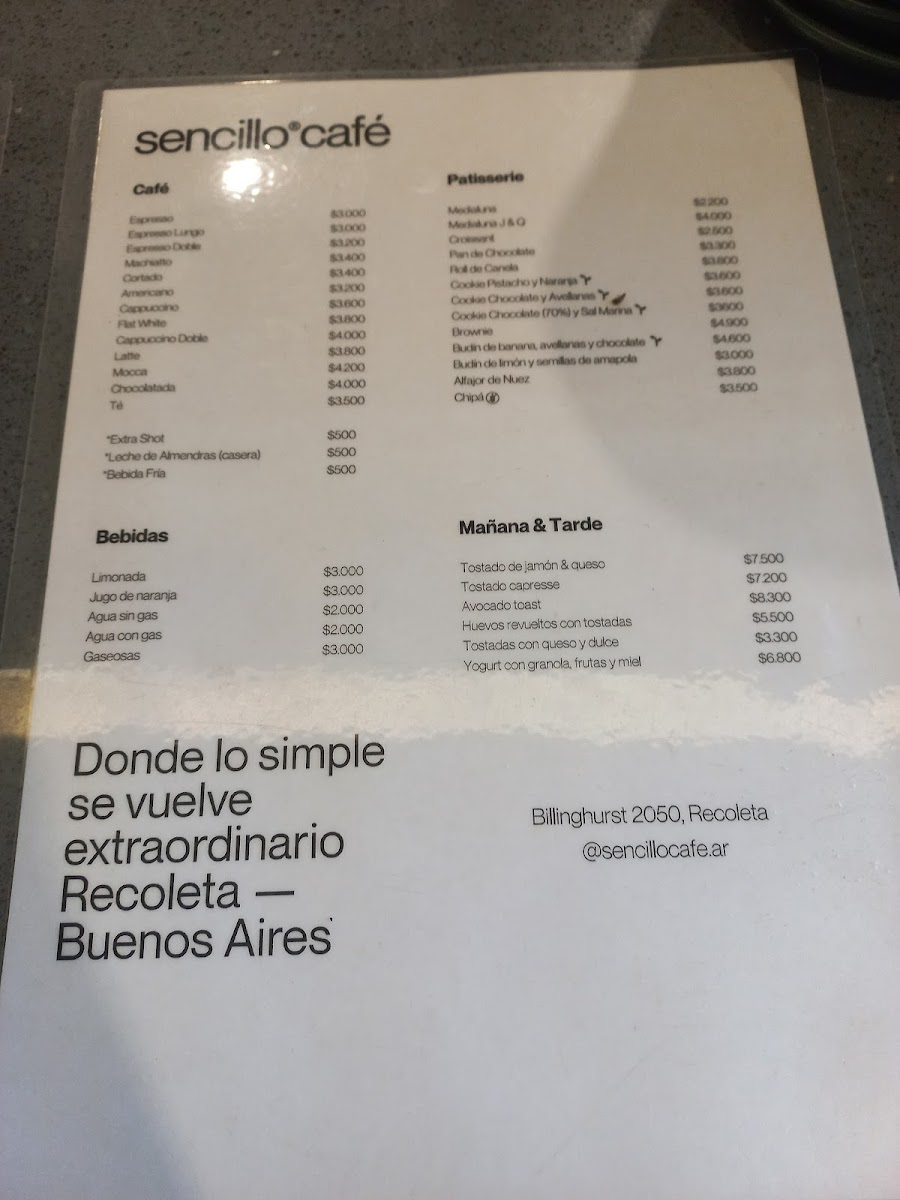 sencillo®café
Café
Espresso $3.000
Espresso Lungo $3.000
Espresso Doble $3.200
Machiatto $3.400
Cortado $3.400
Americano $3.200
Cappuccino $3.600
Flat White $3.800
Cappuccino Doble $4.000
Latte $3.800
Mocca $4.200
Chocolatada $4.000
Té $3.500
*Extra Shot $500
*Leche de Almendras (casera) $500
*Bebida Fría $500
Patisserie
Medialuna $2.200
Medialuna J & Q $4.000
Croissant $2.500
Pan de Chocolate $3.300
Roll de Canela $3.800
Cookie Pistacho y Naranja $3.600
Cookie Chocolate y Avellanas $3.600
Cookie Chocolate (70%) y Sal Marina $3600
Brownie $4.900
Budín de banana, avellanas y chocolate $4.600
Budín de limón y semillas de amapola $3.000
Alfajor de Nuez $3.800
Chipá $3.500
Bebidas
Limonada $3.000
Jugo de naranja $3.000
Agua sin gas $2.000
Agua con gas $2.000
Gaseosas $3.000
Mañana & Tarde
Tostado de jamón & queso $7.500
Tostado capresse $7.200
Avocado toast $8.300
Huevos revueltos con tostadas $5.500
Tostadas con queso y dulce $3.300
Yogurt con granola, frutas y miel $6.800
Donde lo simple
se vuelve
extraordinario
Recoleta —
Buenos Aires
Billinghurst 2050, Recoleta
@sencillocafe.ar